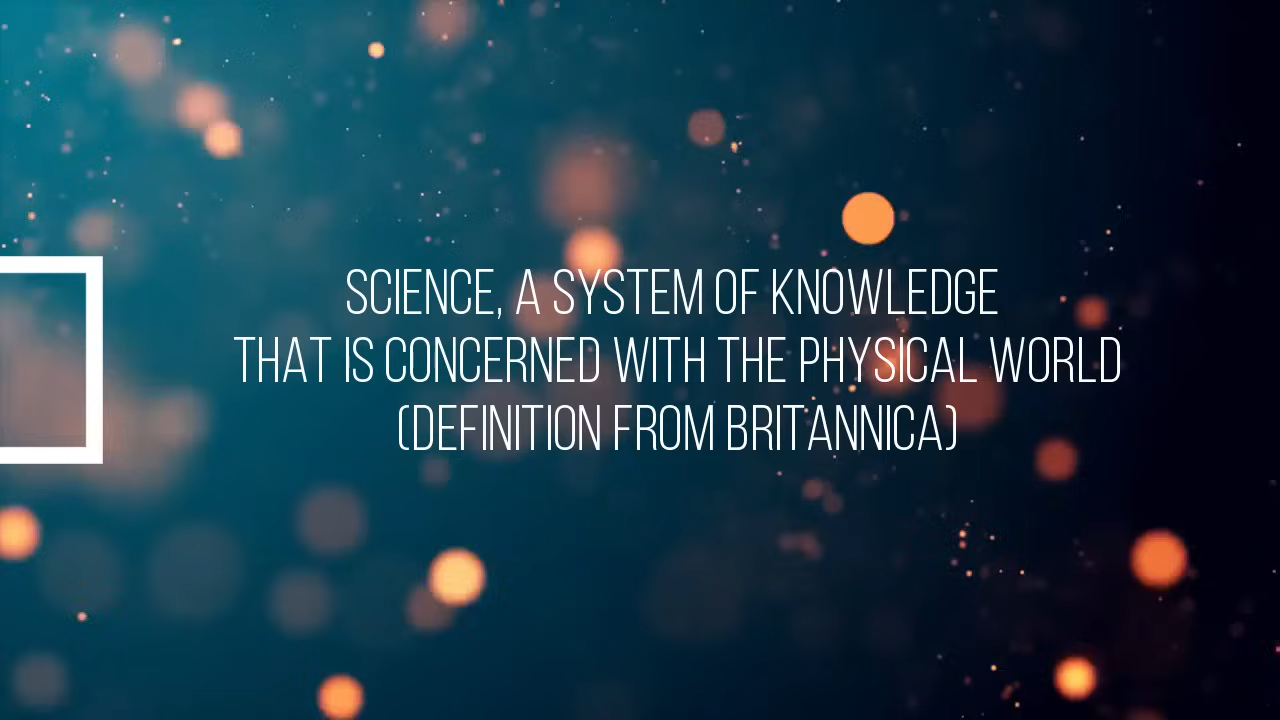 SCIENCE, A SYSTEM OF KNOWLEDGE
THAT IS CONCERNED WITH THE PHYSICAL WORLD
(DEFINITION FROM BRITANNICA)